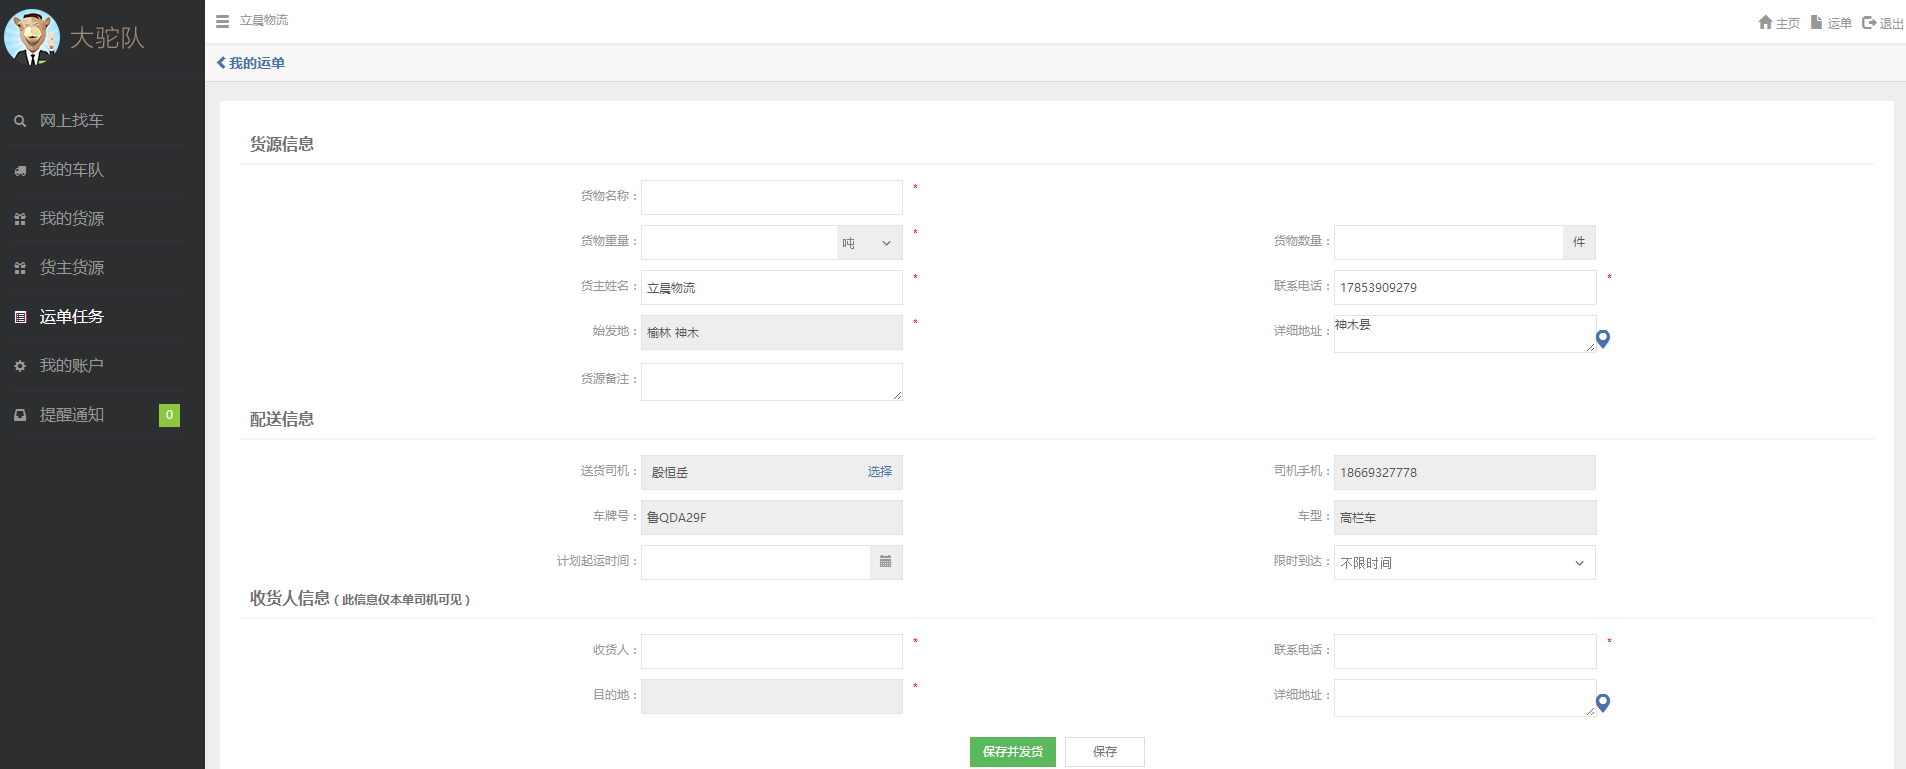 大驼队
立晨物流
主页 运单 退出
我的运单
网上找车
我的车队
我的货源
货主货源
运单任务
我的账户
提醒通知 0
货源信息
货物名称： *
货物重量： 吨 * 货物数量： 件
货主姓名： 立晨物流 * 联系电话： 17853909279 *
始发地： 榆林 神木 * 详细地址： 神木县
货源备注：
配送信息
送货司机： 殷恒岳 选择 司机手机： 18669327778
车牌号： 鲁QDA29F 车型： 高栏车
计划起运时间： 限时到达： 不限时间
收货人信息（此信息仅本单司机可见）
收货人： * 联系电话： *
目的地： * 详细地址：
保存并发货 保存